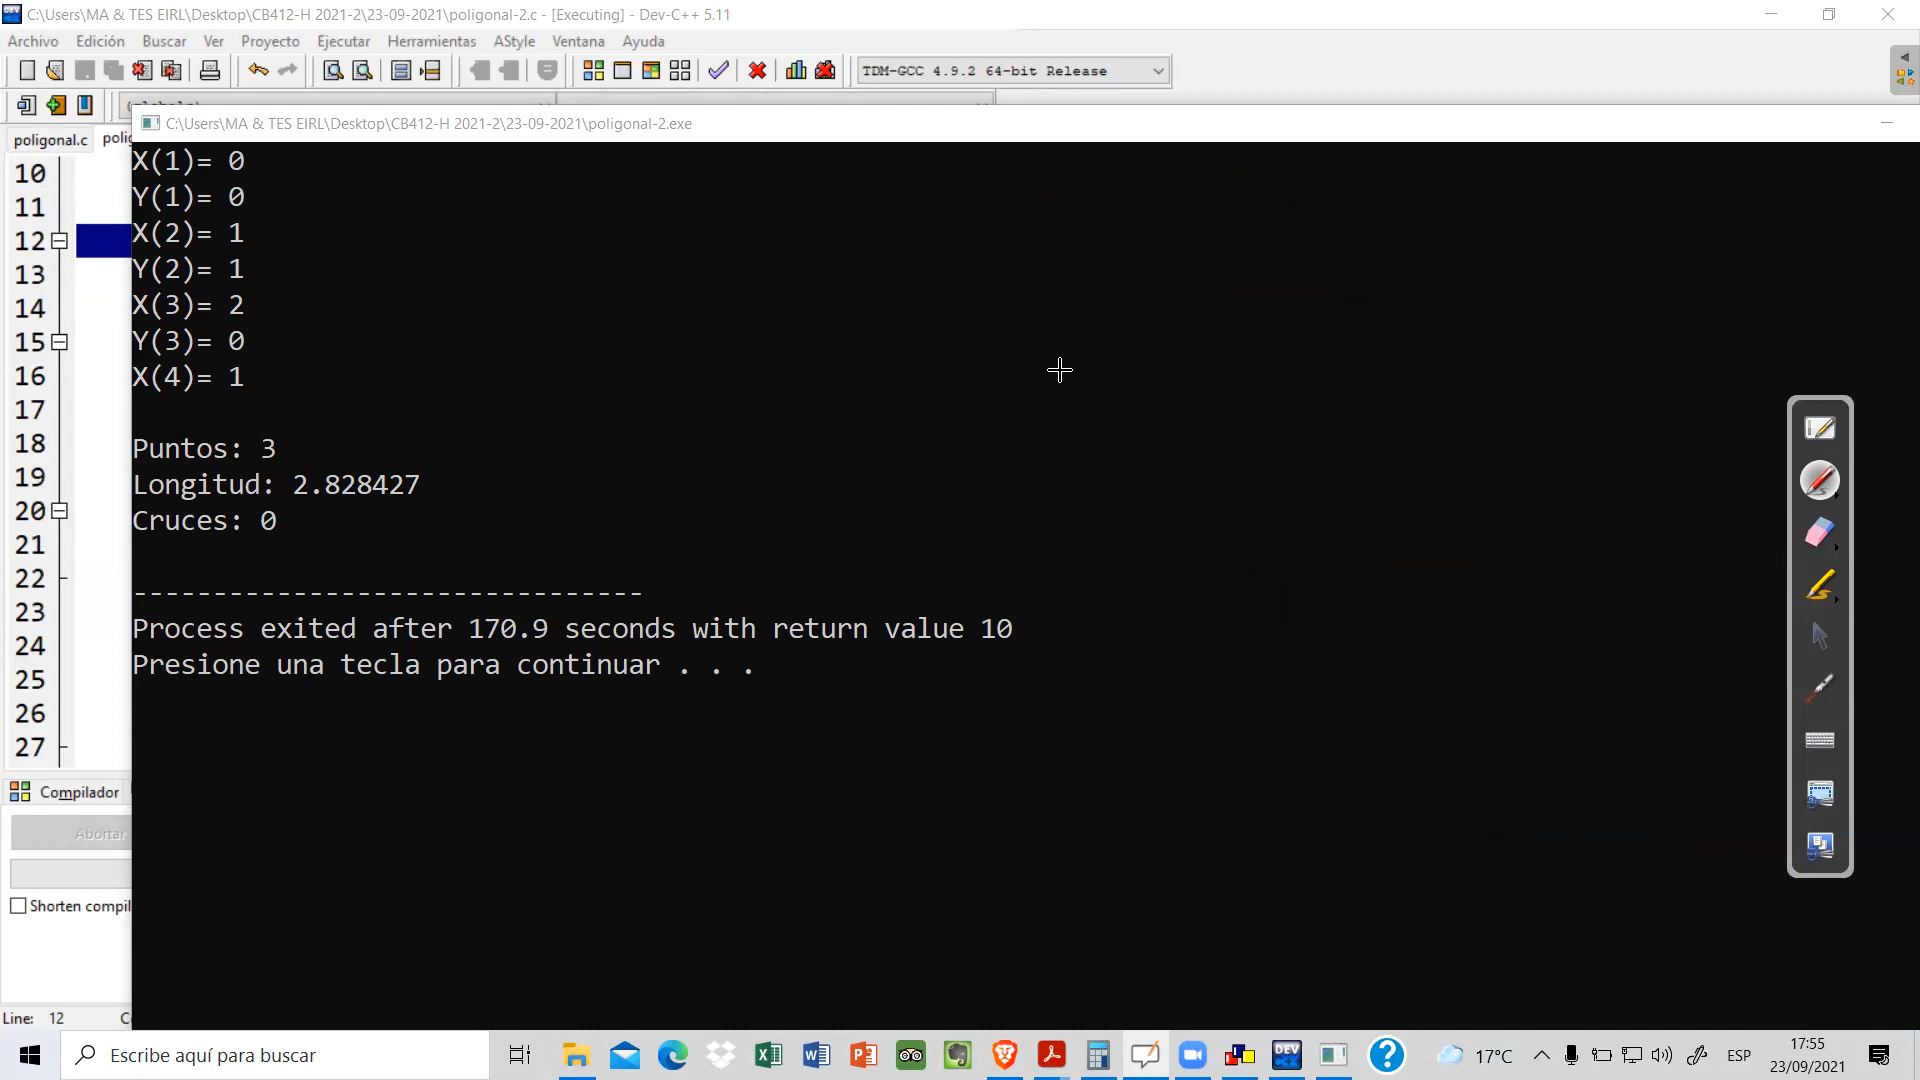 C:\Users\MA & TES EIRL\Desktop\CB412-H 2021-2\23-09-2021\poligonal-2.c - [Executing] - Dev-C++ 5.11
Archivo Edición Buscar Ver Proyecto Ejecutar Herramientas AStyle Ventana Ayuda
TDM-GCC 4.9.2 64-bit Release
C:\Users\MA & TES EIRL\Desktop\CB412-H 2021-2\23-09-2021\poligonal-2.exe
poligonal.c polig
10
11
12
13
14
15
16
17
18
19
20
21
22
23
24
25
26
27
X(1)= 0
Y(1)= 0
X(2)= 1
Y(2)= 1
X(3)= 2
Y(3)= 0
X(4)= 1
Puntos: 3
Longitud: 2.828427
Cruces: 0
--------------------------------
Process exited after 170.9 seconds with return value 10
Presione una tecla para continuar . . .
Compilador
Abortar
Shorten compil
Line: 12 C
Escribe aquí para buscar
DEV
17°C
ESP
17:55
23/09/2021